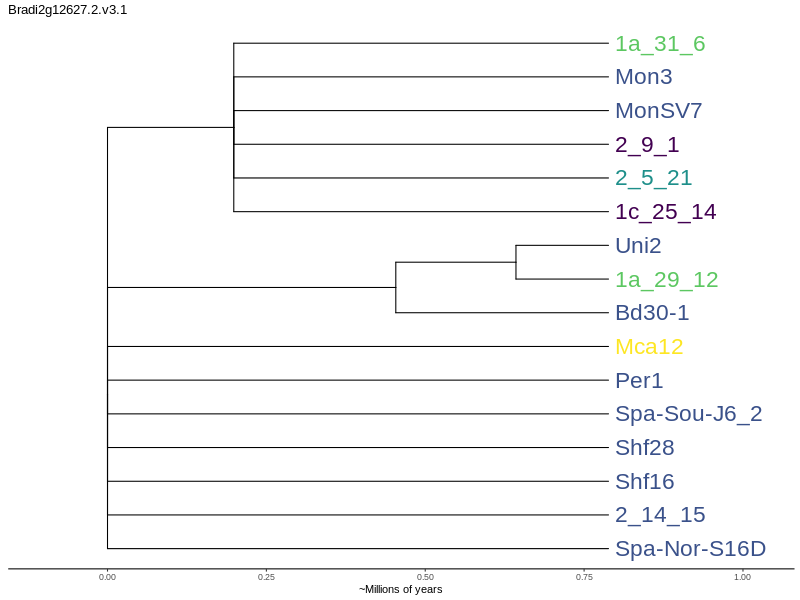 Bradi2g12627.2.v3.1
1a_31_6
Mon3
MonSV7
2_9_1
2_5_21
1c_25_14
Uni2
1a_29_12
Bd30-1
Mca12
Per1
Spa-Sou-J6_2
Shf28
Shf16
2_14_15
Spa-Nor-S16D
0.00 0.25 0.50 0.75 1.00
~Millions of years